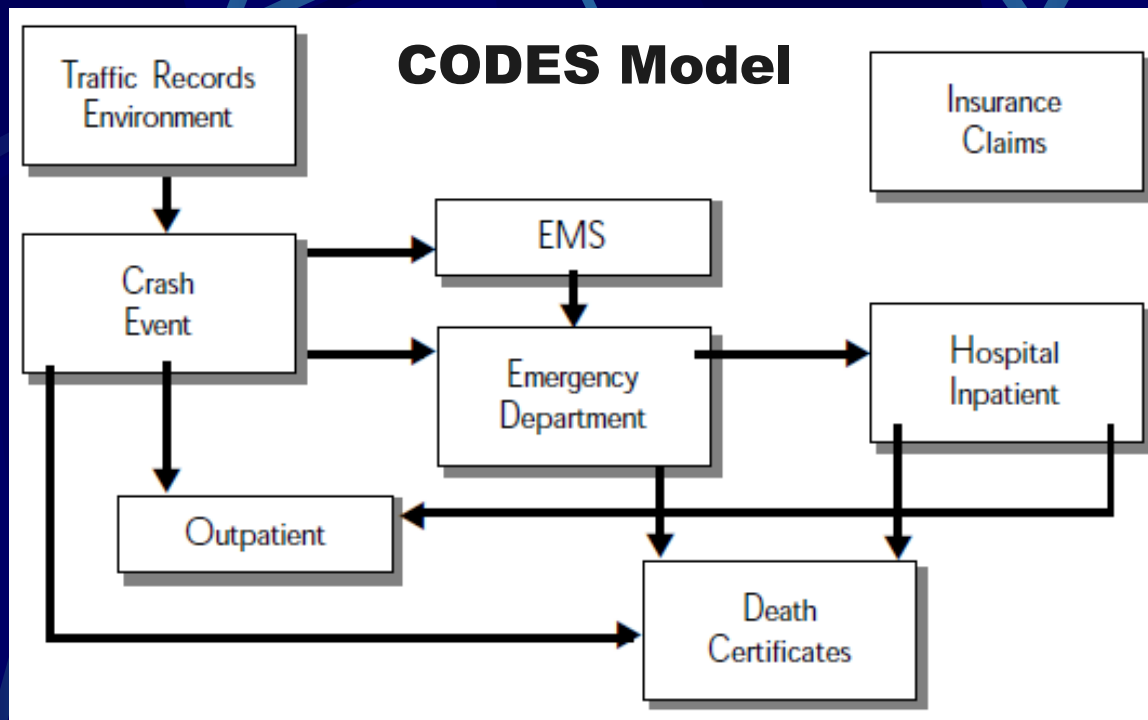 CODES Model
Traffic Records
Environment
Insurance
Claims
EMS
Crash
Event
Emergency
Department
Hospital
Inpatient
Outpatient
Death
Certificates